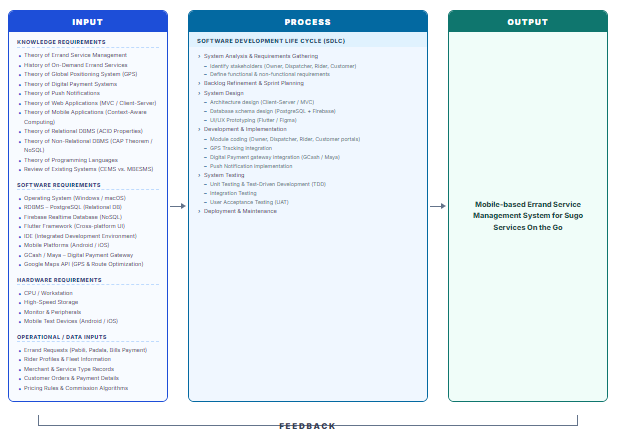 INPUT
KNOWLEDGE REQUIREMENTS
• Theory of Errand Service Management
• History of On-Demand Errand Services
• Theory of Global Positioning System (GPS)
• Theory of Digital Payment Systems
• Theory of Push Notifications
• Theory of Web Applications (MVC / Client-Server)
• Theory of Mobile Applications (Context-Aware
Computing)
• Theory of Relational DBMS (ACID Properties)
• Theory of Non-Relational DBMS (CAP Theorem /
NoSQL)
• Theory of Programming Languages
• Review of Existing Systems (CEMS vs. MBESMS)
SOFTWARE REQUIREMENTS
• Operating System (Windows / macOS)
• RDBMS – PostgreSQL (Relational DB)
• Firebase Realtime Database (NoSQL)
• Flutter Framework (Cross-platform UI)
• IDE (Integrated Development Environment)
• Mobile Platforms (Android / iOS)
• GCash / Maya – Digital Payment Gateway
• Google Maps API (GPS & Route Optimization)
HARDWARE REQUIREMENTS
• CPU / Workstation
• High-Speed Storage
• Monitor & Peripherals
• Mobile Test Devices (Android / iOS)
OPERATIONAL / DATA INPUTS
• Errand Requests (Pabili, Padala, Bills Payment)
• Rider Profiles & Fleet Information
• Merchant & Service Type Records
• Customer Orders & Payment Details
• Pricing Rules & Commission Algorithms
PROCESS
SOFTWARE DEVELOPMENT LIFE CYCLE (SDLC)
› System Analysis & Requirements Gathering
– Identify stakeholders (Owner, Dispatcher, Rider, Customer)
– Define functional & non-functional requirements
› Backlog Refinement & Sprint Planning
› System Design
– Architecture design (Client-Server / MVC)
– Database schema design (PostgreSQL + Firebase)
– UI/UX Prototyping (Flutter / Figma)
› Development & Implementation
– Module coding (Owner, Dispatcher, Rider, Customer portals)
– GPS Tracking integration
– Digital Payment gateway integration (GCash / Maya)
– Push Notification implementation
› System Testing
– Unit Testing & Test-Driven Development (TDD)
– Integration Testing
– User Acceptance Testing (UAT)
› Deployment & Maintenance
OUTPUT
Mobile-based Errand Service
Management System for Sugo
Services On the Go
FEEDBACK